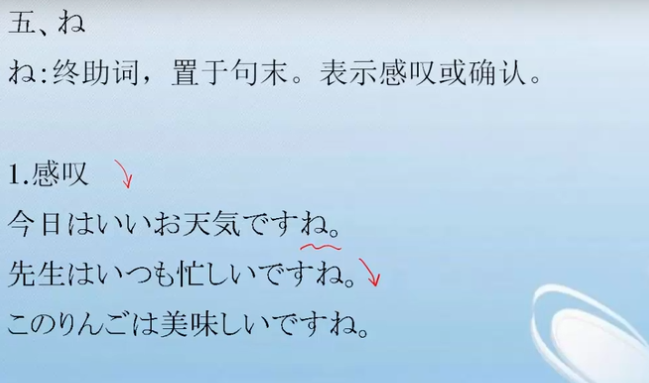 五、ね
ね:终助词，置于句末。表示感叹或确认。
1.感叹
今日はいいお天気ですね。
先生はいつも忙しいですね。
このりんごは美味しいですね。